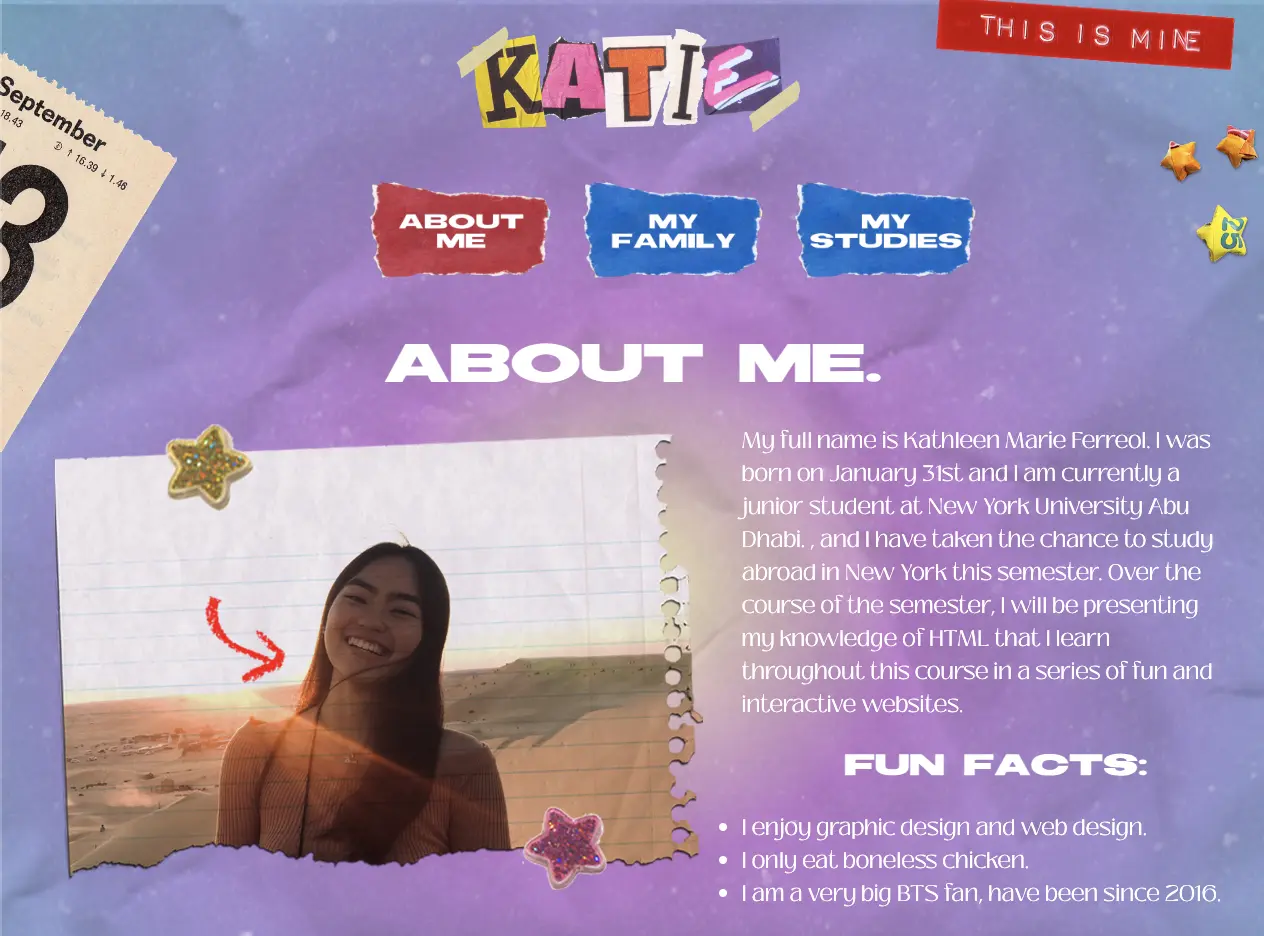 KATIE
THIS IS MINE
September
18.43
↑ 16.39 ↓ 1.46
3
25
ABOUT
ME
MY
FAMILY
MY
STUDIES
ABOUT ME.
My full name is Kathleen Marie Ferreol. I was
born on January 31st and I am currently a
junior student at New York University Abu
Dhabi. , and I have taken the chance to study
abroad in New York this semester. Over the
course of the semester, I will be presenting
my knowledge of HTML that I learn
throughout this course in a series of fun and
interactive websites.
FUN FACTS:
• I enjoy graphic design and web design.
• I only eat boneless chicken.
• I am a very big BTS fan, have been since 2016.